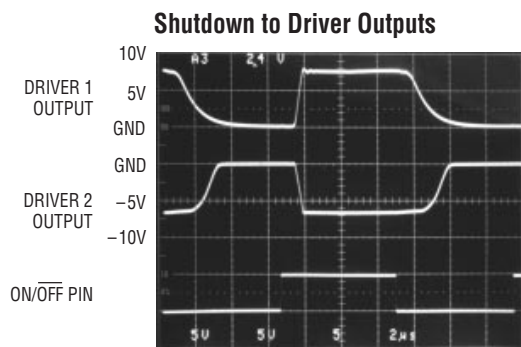 Shutdown to Driver Outputs
A3 2.4 V
10V
DRIVER 1
OUTPUT
5V
GND
GND
DRIVER 2
OUTPUT
–5V
–10V
ON/OFF PIN
5V 5V 5 2µs